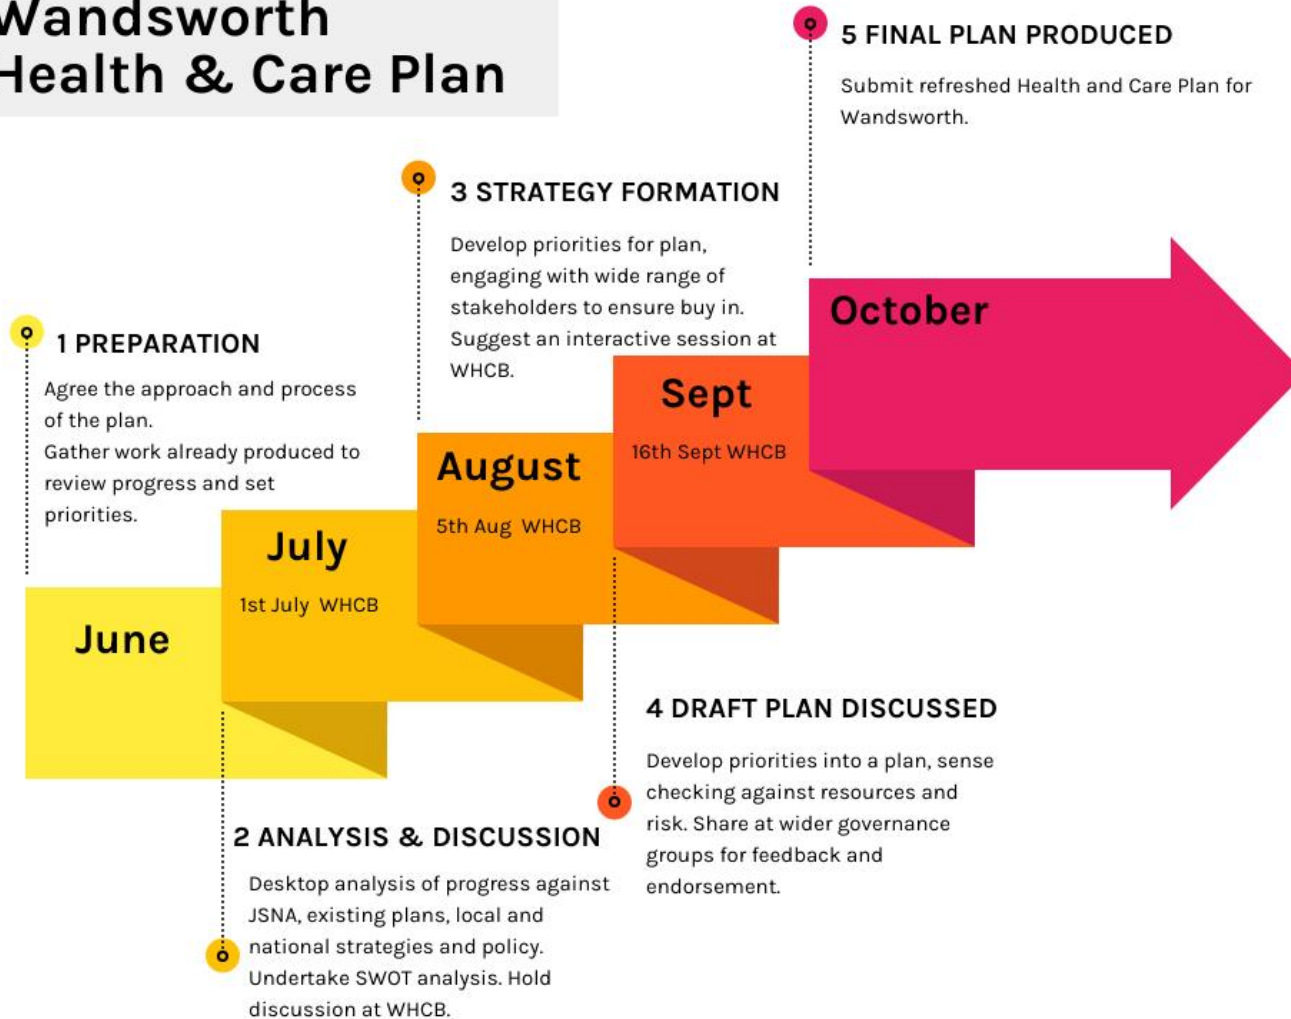 Wandsworth
Health & Care Plan
5 FINAL PLAN PRODUCED
Submit refreshed Health and Care Plan for
Wandsworth.
3 STRATEGY FORMATION
Develop priorities for plan,
engaging with wide range of
stakeholders to ensure buy in.
Suggest an interactive session at
WHCB.
October
1 PREPARATION
Agree the approach and process
of the plan.
Gather work already produced to
review progress and set
priorities.
Sept
16th Sept WHCB
August
5th Aug WHCB
July
1st July WHCB
June
4 DRAFT PLAN DISCUSSED
Develop priorities into a plan, sense
checking against resources and
risk. Share at wider governance
groups for feedback and
endorsement.
2 ANALYSIS & DISCUSSION
Desktop analysis of progress against
JSNA, existing plans, local and
national strategies and policy.
Undertake SWOT analysis. Hold
discussion at WHCB.